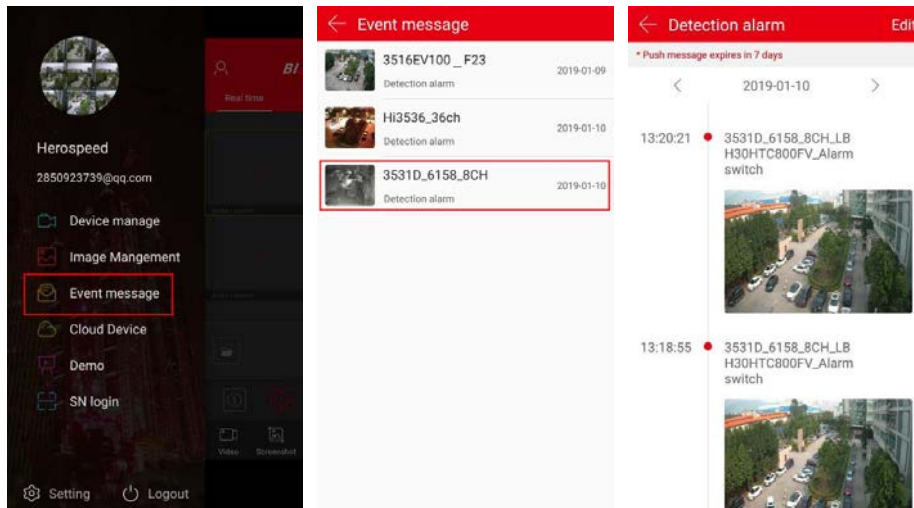 Herospeed
2850923739@qq.com
Device manage
Image Mangement
Event message
Cloud Device
Demo
SN login
Setting
Logout
BI
Real time
Video
Screenshot
Event message
3516EV100 _ F23
Detection alarm
2019-01-09
Hi3536_36ch
Detection alarm
2019-01-10
3531D_6158_8CH
Detection alarm
2019-01-10
Detection alarm
Edit
* Push message expires in 7 days
2019-01-10
13:20:21
3531D_6158_8CH_LB
H30HTC800FV_Alarm
switch
13:18:55
3531D_6158_8CH_LB
H30HTC800FV_Alarm
switch